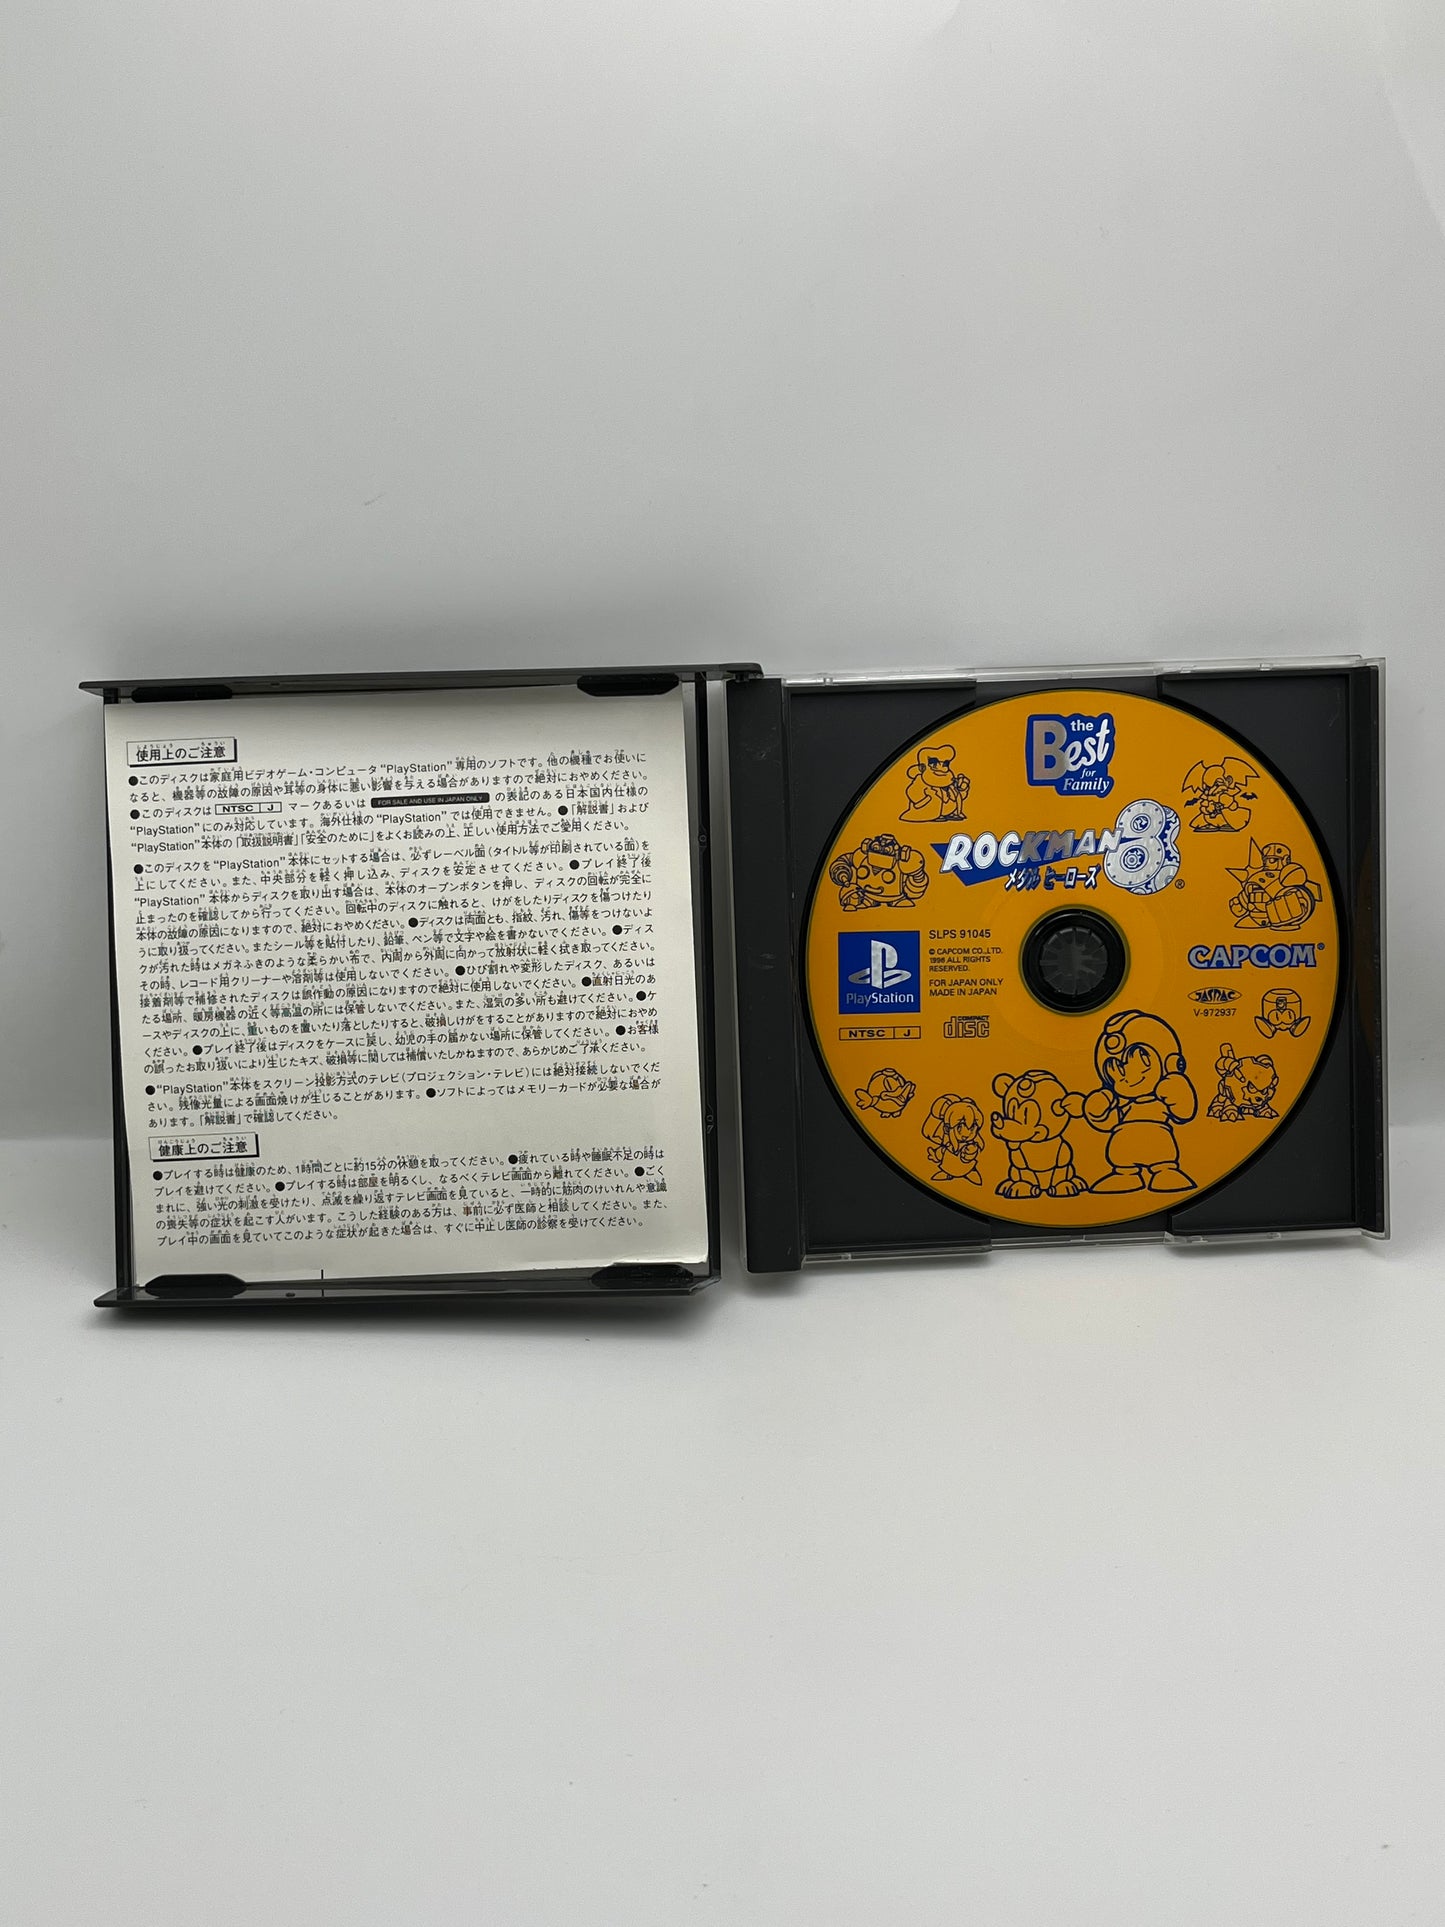 使用上のご注意
●このディスクは家庭用ビデオゲーム・コンピュータ“PlayStation”専用のソフトです。他の機種でお使いに
なると、機器等の故障の原因や耳等の身体に悪い影響を与える場合がありますので絶対におやめください。
●このディスクは NTSC J マークあるいは FOR SALE AND USE IN JAPAN ONLY の表記のある日本国内仕様の
“PlayStation”にのみ対応しています。海外仕様の“PlayStation”では使用できません。●「解説書」および
“PlayStation”本体の「取扱説明書」「安全のために」をよくお読みの上、正しい使用方法でご愛用ください。
●このディスクを“PlayStation”本体にセットする場合は、必ずレーベル面(タイトル等が印刷されている面)を
上にしてください。また、中央部分を軽く押し込み、ディスクを安定させてください。●プレイ終了後
“PlayStation”本体からディスクを取り出す場合は、本体のオープンボタンを押し、ディスクの回転が完全に
止まったのを確認してから行ってください。回転中のディスクに触れると、けがをしたりディスクを傷つけたり
本体の故障の原因になりますので、絶対におやめください。●ディスクは両面とも、指紋、汚れ、傷等をつけないよ
うに取り扱ってください。またシール等を貼付したり、鉛筆、ペン等で文字や絵を書かないでください。●ディス
クが汚れた時はメガネふきのような柔らかい布で、内周から外周に向かって放射状に軽く拭き取ってください。
その時、レコード用クリーナーや溶剤等は使用しないでください。●ひび割れや変形したディスク、あるいは
接着剤等で補修されたディスクは誤作動の原因になりますので絶対に使用しないでください。●直射日光のあ
たる場所、暖房機器の近く等高温の所には保管しないでください。また、湿気の多い所も避けてください。●ケ
ースやディスクの上に、重いものを置いたり落としたりすると、破損しけがをすることがありますので絶対におやめ
ください。●プレイ終了後はディスクをケースに戻し、幼児の手の届かない場所に保管してください。●お客様
の誤ったお取り扱いにより生じたキズ、破損等に関しては補償いたしかねますので、あらかじめご了承ください。
●“PlayStation”本体をスクリーン投影方式のテレビ(プロジェクション・テレビ)には絶対接続しないでくだ
さい。残像光量による画面焼けが生じることがあります。●ソフトによってはメモリーカードが必要な場合が
あります。「解説書」で確認してください。
健康上のご注意
●プレイする時は健康のため、1時間ごとに約15分の休憩を取ってください。●疲れている時や睡眠不足の時は
プレイを避けてください。●プレイする時は部屋を明るくし、なるべくテレビ画面から離れてください。●ごく
まれに、強い光の刺激を受けたり、点滅を繰り返すテレビ画面を見ていると、一時的に筋肉のけいれんや意識
の喪失等の症状を起こす人がいます。こうした経験のある方は、事前に必ず医師と相談してください。また、
プレイ中の画面を見ていてこのような症状が起きた場合は、すぐに中止し医師の診察を受けてください。
the
Best
for
Family
ROCKMAN 8
メタルヒーローズ
®
SLPS 91045
© CAPCOM CO., LTD.
1996 ALL RIGHTS
RESERVED.
FOR JAPAN ONLY
MADE IN JAPAN
PlayStation
NTSC J
COMPACT
disc
CAPCOM®
JASRAC
V-972937